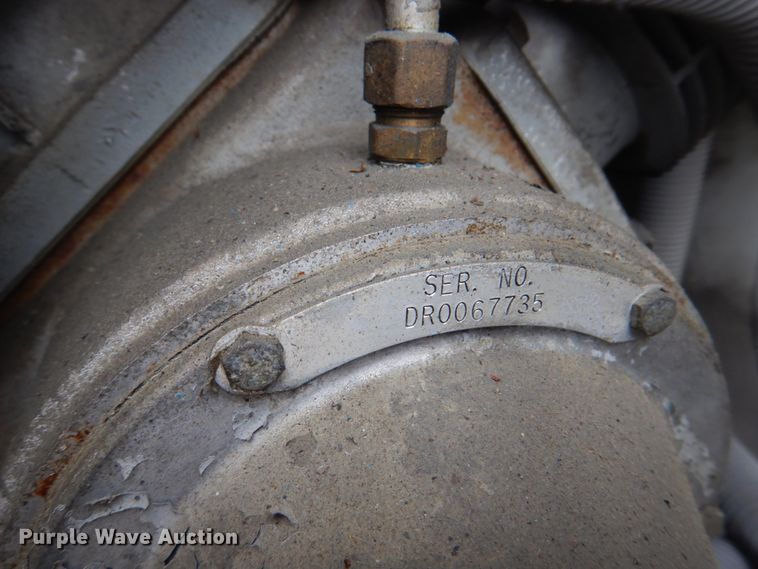 SER. NO.
DR0067735
Purple Wave Auction